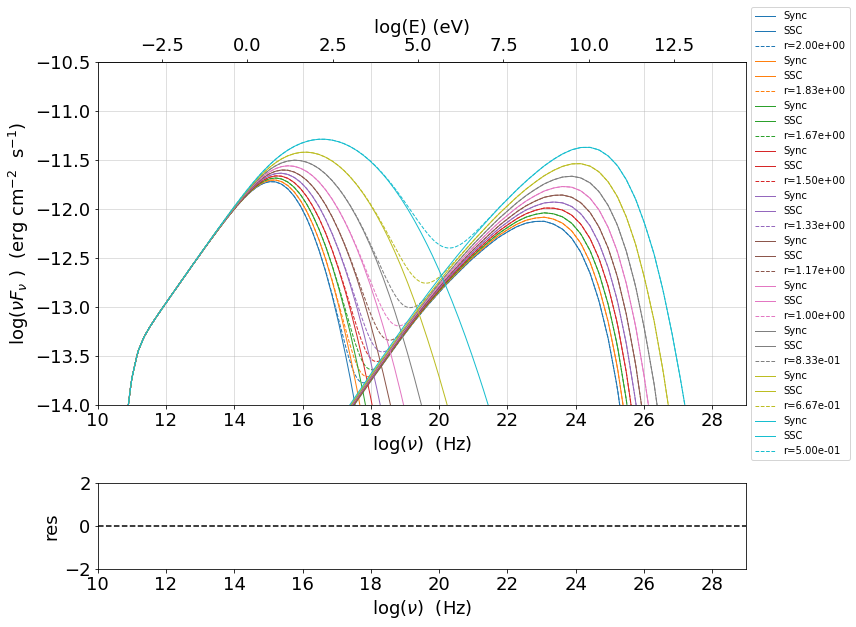 log(E) (eV)
−2.5 0.0 2.5 5.0 7.5 10.0 12.5
−10.5
−11.0
−11.5
−12.0
−12.5
−13.0
−13.5
−14.0
log(νFν ) (erg cm⁻² s⁻¹)
10 12 14 16 18 20 22 24 26 28
log(ν) (Hz)
Sync
SSC
r=2.00e+00
Sync
SSC
r=1.83e+00
Sync
SSC
r=1.67e+00
Sync
SSC
r=1.50e+00
Sync
SSC
r=1.33e+00
Sync
SSC
r=1.17e+00
Sync
SSC
r=1.00e+00
Sync
SSC
r=8.33e-01
Sync
SSC
r=6.67e-01
Sync
SSC
r=5.00e-01
2
0
−2
res
10 12 14 16 18 20 22 24 26 28
log(ν) (Hz)